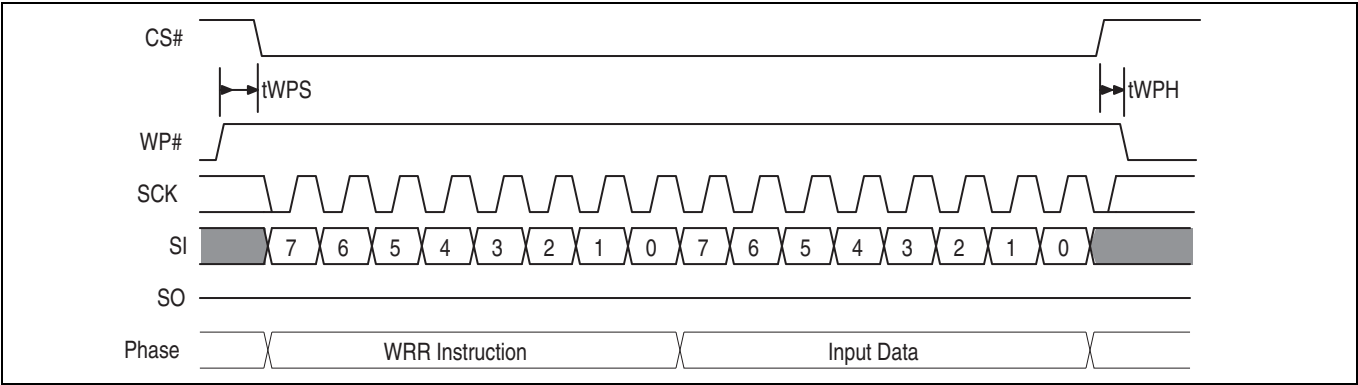 CS#
tWPS tWPH
WP#
SCK
SI 7 6 5 4 3 2 1 0 7 6 5 4 3 2 1 0
SO
Phase WRR Instruction Input Data